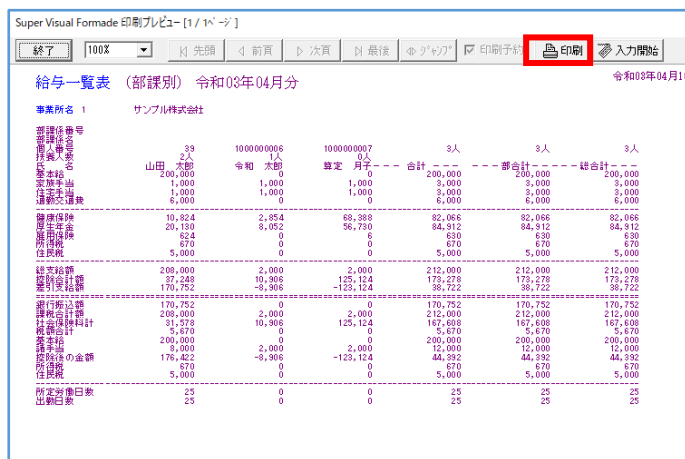 Super Visual Formade 印刷プレビュー [1 / 1ページ]
終了 100% 先頭 前頁 次頁 最後 ジャンプ 印刷予約 印刷 入力開始
給与一覧表 (部課別) 令和03年04月分 令和03年04月1
事業所名 1 サンプル株式会社
部課係番号
部課係名
個人番号 39 1000000006 1000000007 3人 3人 3人
扶養人数 2人 1人 0人
氏 名 山田 太郎 令和 太郎 算定 月子 --- 合計 --- ---部合計--- ---総合計---
基本給 200,000 0 0 200,000 200,000 200,000
家族手当 1,000 1,000 1,000 3,000 3,000 3,000
住宅手当 1,000 1,000 1,000 3,000 3,000 3,000
通勤交通費 6,000 0 0 6,000 6,000 6,000
健康保険 10,824 2,854 68,388 82,066 82,066 82,066
厚生年金 20,130 8,052 56,730 84,912 84,912 84,912
雇用保険 624 0 6 630 630 630
所得税 670 0 0 670 670 670
住民税 5,000 0 0 5,000 5,000 5,000
総支給額 208,000 2,000 2,000 212,000 212,000 212,000
控除合計額 37,248 10,906 125,124 173,278 173,278 173,278
差引支給額 170,752 -8,906 -123,124 38,722 38,722 38,722
銀行振込額 170,752 0 0 170,752 170,752 170,752
課税合計額 208,000 2,000 2,000 212,000 212,000 212,000
社会保険料計 31,578 10,906 125,124 167,608 167,608 167,608
税額合計 5,670 0 0 5,670 5,670 5,670
基本給 200,000 0 0 200,000 200,000 200,000
諸手当 8,000 2,000 2,000 12,000 12,000 12,000
控除後の金額 176,422 -8,906 -123,124 44,392 44,392 44,392
所得税 670 0 0 670 670 670
住民税 5,000 0 0 5,000 5,000 5,000
所定労働日数 25 0 0 25 25 25
出勤日数 25 0 0 25 25 25